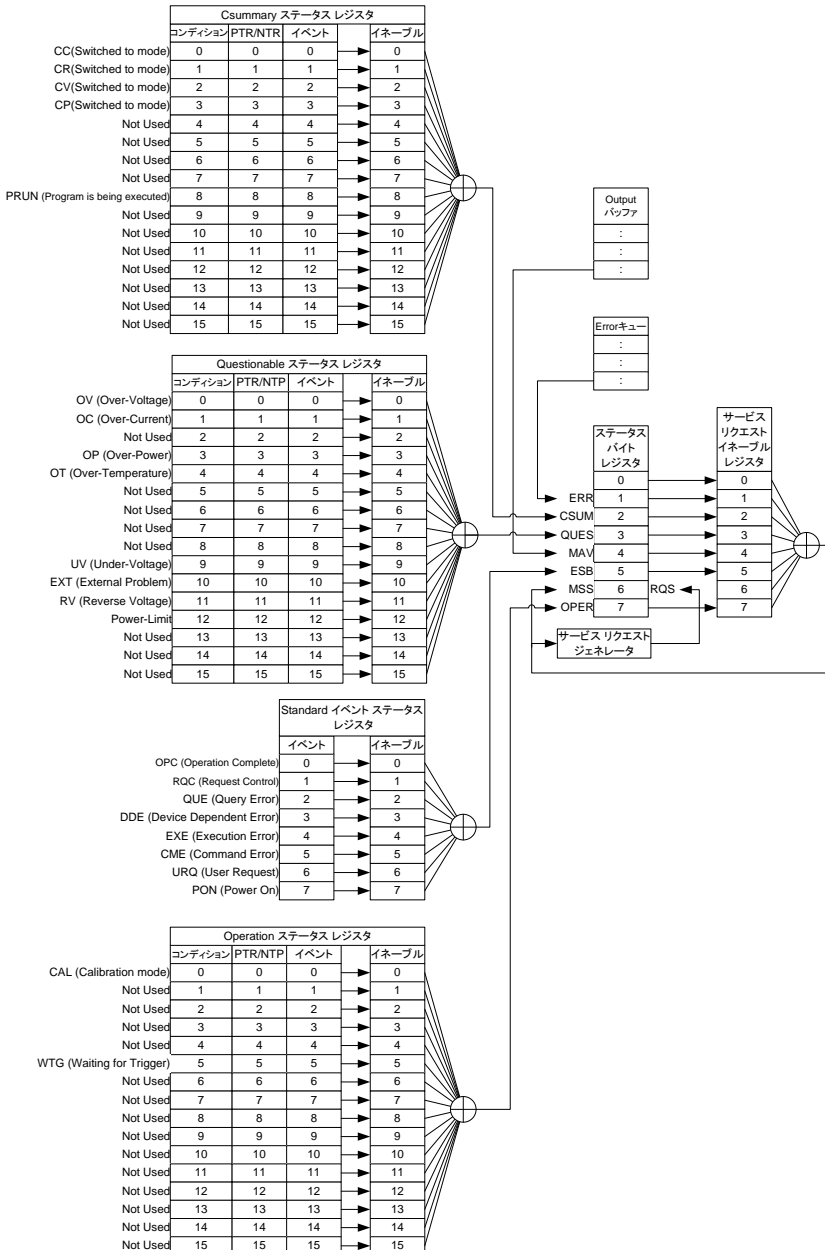 Csummary ステータス レジスタ
コンディション PTR/NTR イベント イネーブル
CC(Switched to mode) 0 0 0 0
CR(Switched to mode) 1 1 1 1
CV(Switched to mode) 2 2 2 2
CP(Switched to mode) 3 3 3 3
Not Used 4 4 4 4
Not Used 5 5 5 5
Not Used 6 6 6 6
Not Used 7 7 7 7
PRUN (Program is being executed) 8 8 8 8
Not Used 9 9 9 9
Not Used 10 10 10 10
Not Used 11 11 11 11
Not Used 12 12 12 12
Not Used 13 13 13 13
Not Used 14 14 14 14
Not Used 15 15 15 15
Output
バッファ
:
:
:
Errorキュー
:
:
:
Questionable ステータス レジスタ
コンディション PTR/NTP イベント イネーブル
OV (Over-Voltage) 0 0 0 0
OC (Over-Current) 1 1 1 1
Not Used 2 2 2 2
OP (Over-Power) 3 3 3 3
OT (Over-Temperature) 4 4 4 4
Not Used 5 5 5 5
Not Used 6 6 6 6
Not Used 7 7 7 7
Not Used 8 8 8 8
UV (Under-Voltage) 9 9 9 9
EXT (External Problem) 10 10 10 10
RV (Reverse Voltage) 11 11 11 11
Power-Limit 12 12 12 12
Not Used 13 13 13 13
Not Used 14 14 14 14
Not Used 15 15 15 15
ステータス
バイト
レジスタ
サービス
リクエスト
イネーブル
レジスタ
0 0
ERR 1 1
CSUM 2 2
QUES 3 3
MAV 4 4
ESB 5 5
MSS 6 RQS 6
OPER 7 7
サービス リクエスト
ジェネレータ
Standard イベント ステータス
レジスタ
イベント イネーブル
OPC (Operation Complete) 0 0
RQC (Request Control) 1 1
QUE (Query Error) 2 2
DDE (Device Dependent Error) 3 3
EXE (Execution Error) 4 4
CME (Command Error) 5 5
URQ (User Request) 6 6
PON (Power On) 7 7
Operation ステータス レジスタ
コンディション PTR/NTP イベント イネーブル
CAL (Calibration mode) 0 0 0 0
Not Used 1 1 1 1
Not Used 2 2 2 2
Not Used 3 3 3 3
Not Used 4 4 4 4
WTG (Waiting for Trigger) 5 5 5 5
Not Used 6 6 6 6
Not Used 7 7 7 7
Not Used 8 8 8 8
Not Used 9 9 9 9
Not Used 10 10 10 10
Not Used 11 11 11 11
Not Used 12 12 12 12
Not Used 13 13 13 13
Not Used 14 14 14 14
Not Used 15 15 15 15